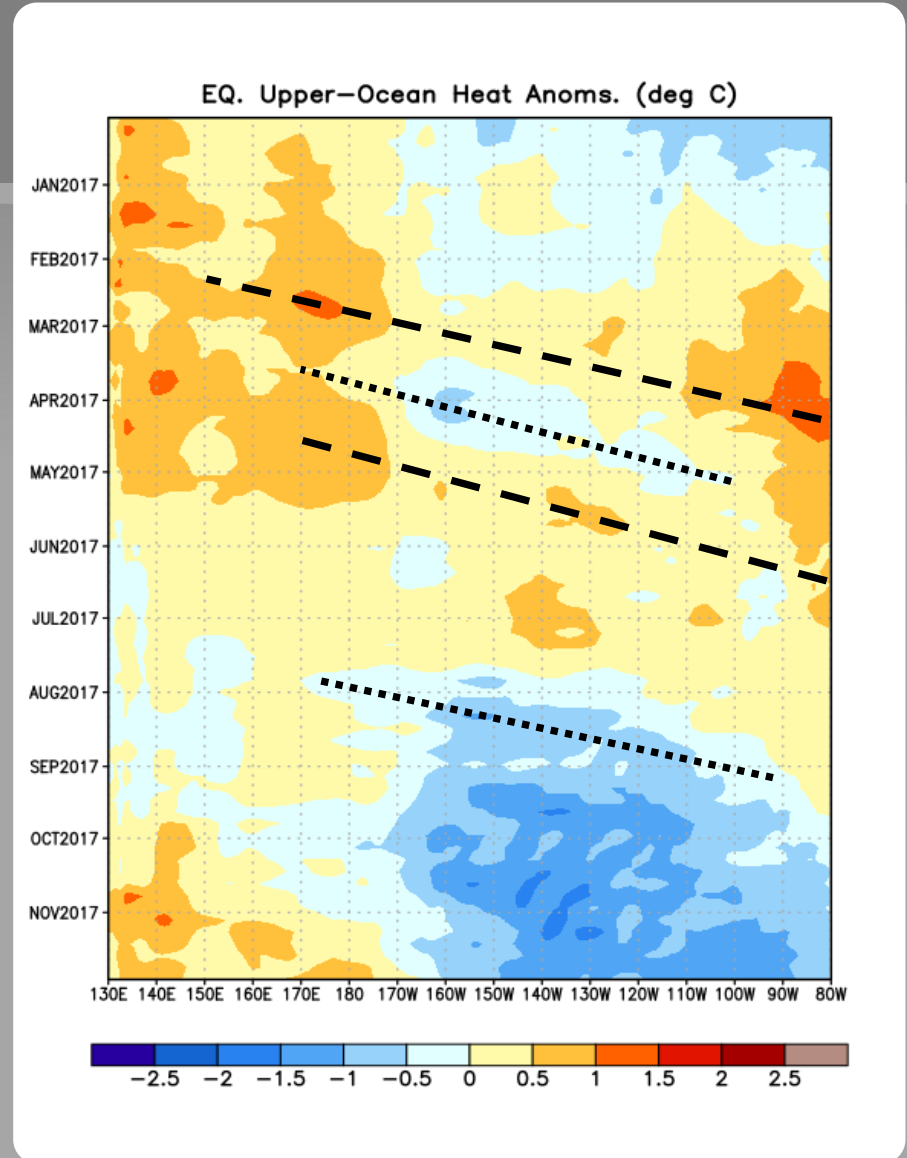 EQ. Upper-Ocean Heat Anoms. (deg C)
JAN2017
FEB2017
MAR2017
APR2017
MAY2017
JUN2017
JUL2017
AUG2017
SEP2017
OCT2017
NOV2017
130E 140E 150E 160E 170E 180 170W 160W 150W 140W 130W 120W 110W 100W 90W 80W
-2.5 -2 -1.5 -1 -0.5 0 0.5 1 1.5 2 2.5